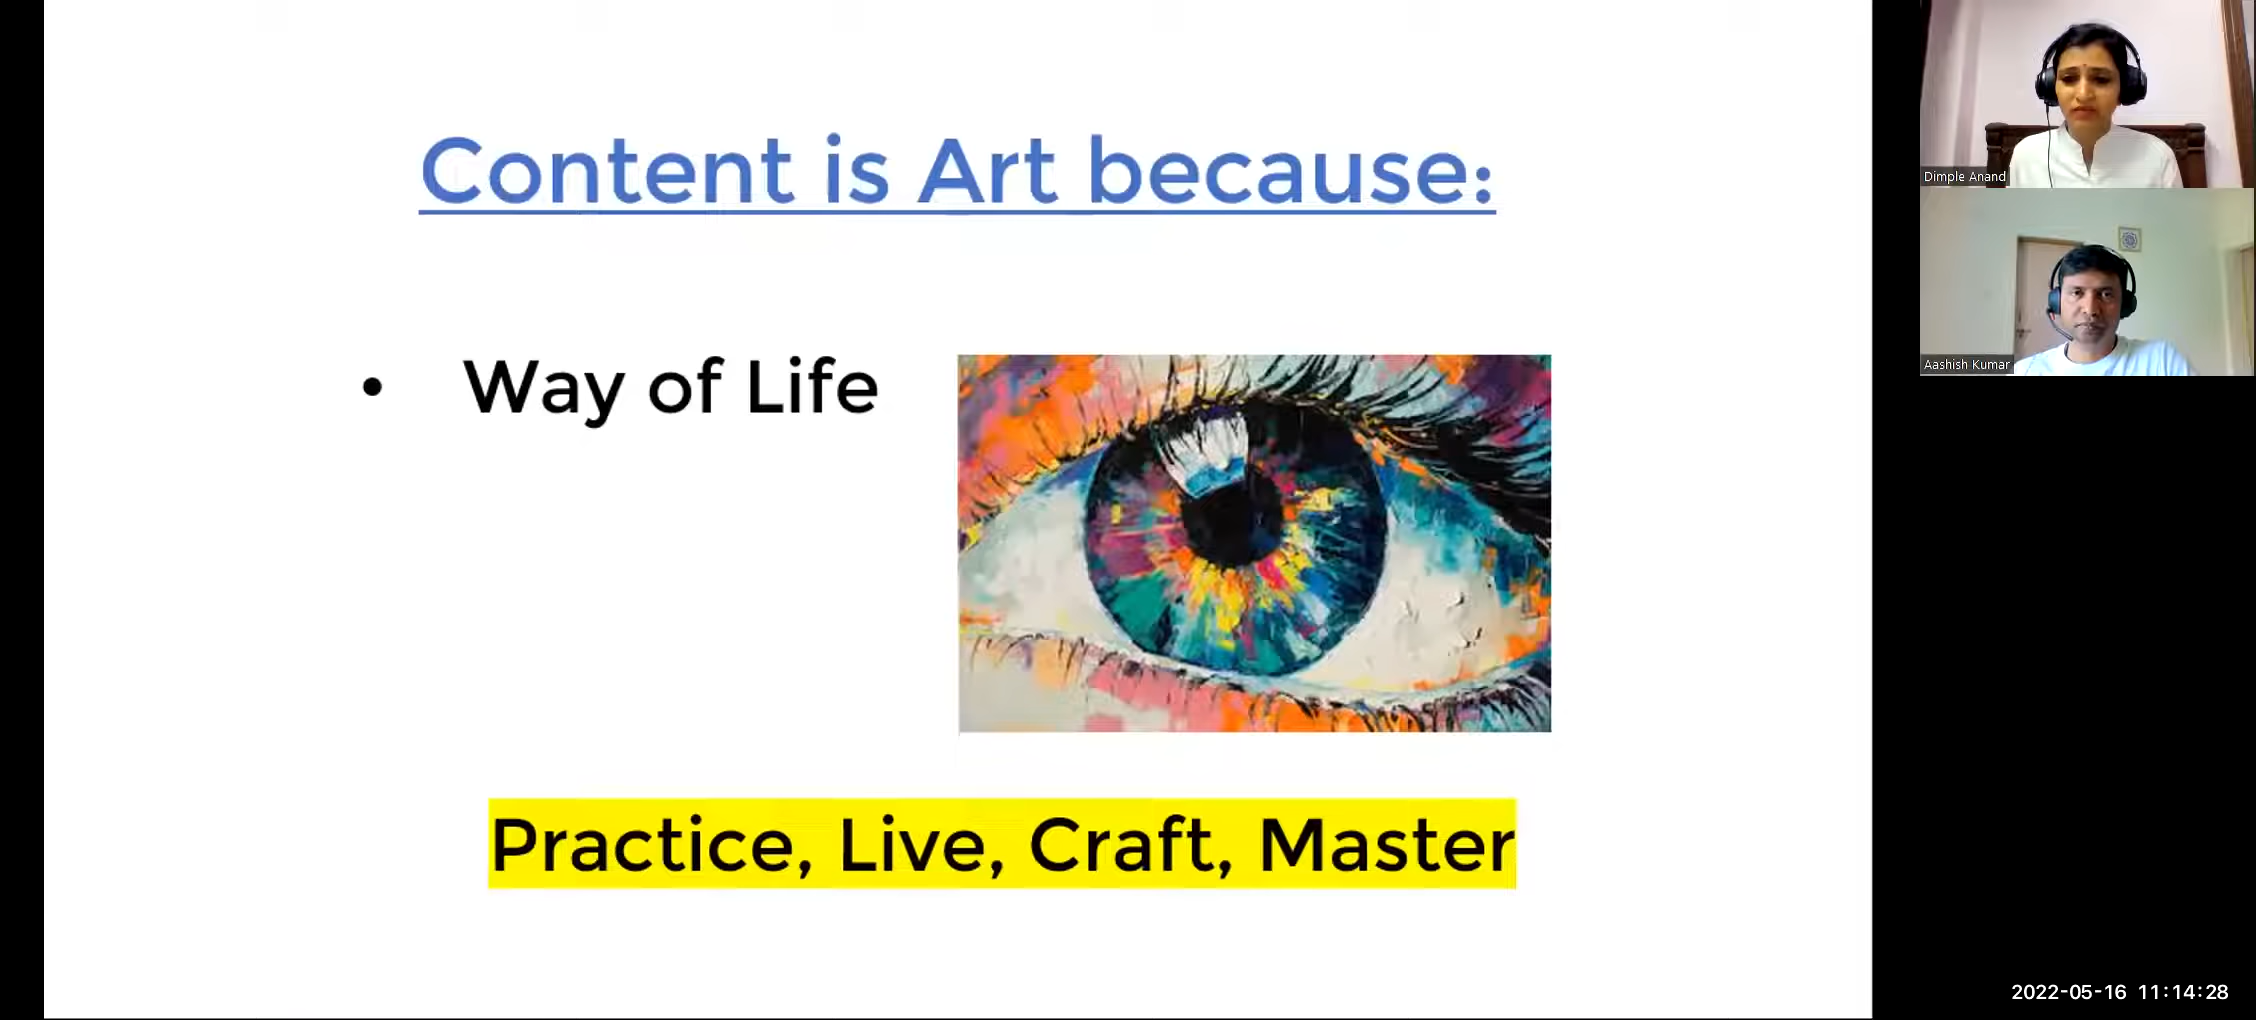 Content is Art because:
• Way of Life
Practice, Live, Craft, Master
Dimple Anand
Aashish Kumar
2022-05-16 11:14:28